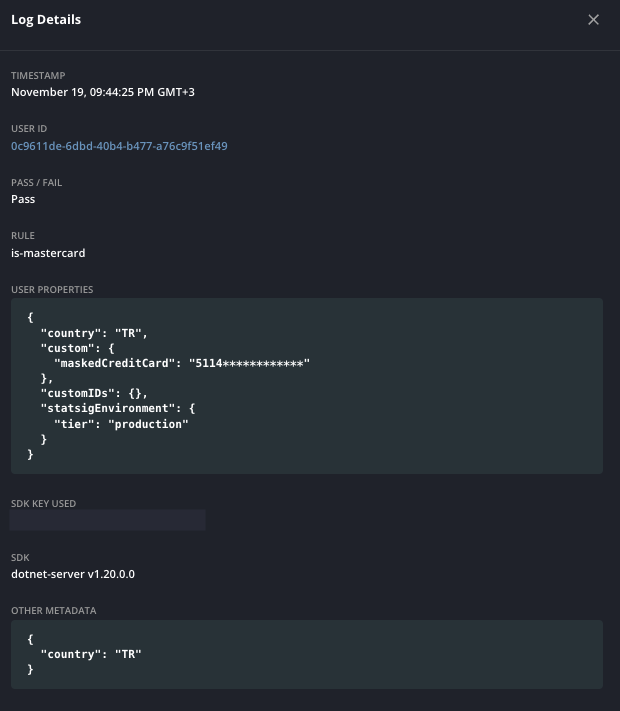 Log Details
TIMESTAMP
November 19, 09:44:25 PM GMT+3
USER ID
0c9611de-6dbd-40b4-b477-a76c9f51ef49
PASS / FAIL
Pass
RULE
is-mastercard
USER PROPERTIES
{
  "country": "TR",
  "custom": {
    "maskedCreditCard": "5114************"
  },
  "customIDs": {},
  "statsigEnvironment": {
    "tier": "production"
  }
}
SDK KEY USED
SDK
dotnet-server v1.20.0.0
OTHER METADATA
{
  "country": "TR"
}